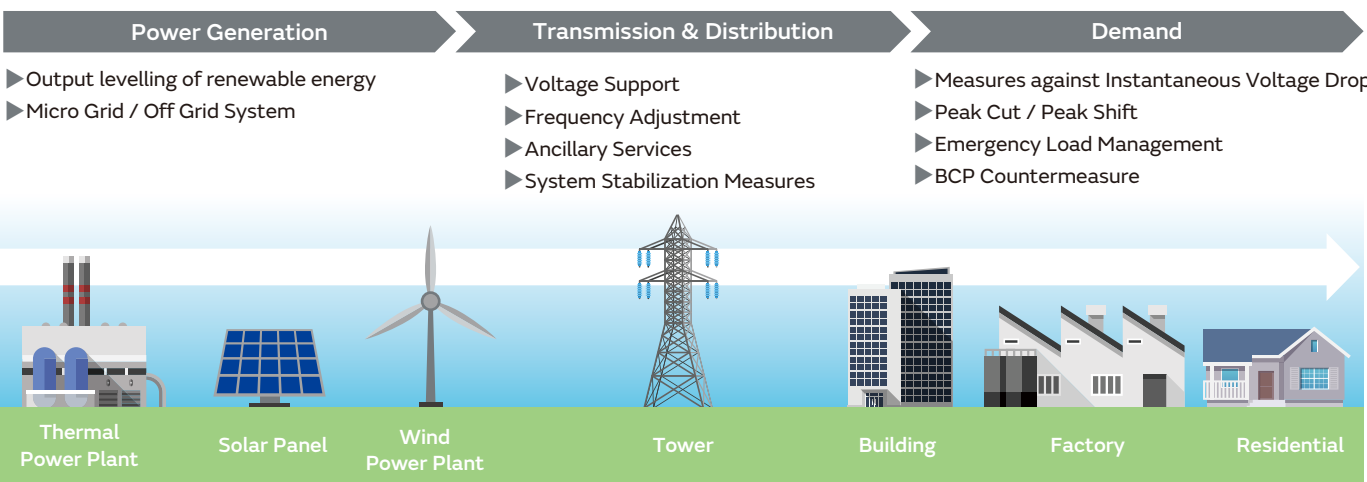 Power Generation
Transmission & Distribution
Demand
▶Output levelling of renewable energy
▶Micro Grid / Off Grid System
▶Voltage Support
▶Frequency Adjustment
▶Ancillary Services
▶System Stabilization Measures
▶Measures against Instantaneous Voltage Drop
▶Peak Cut / Peak Shift
▶Emergency Load Management
▶BCP Countermeasure
Thermal
Power Plant
Solar Panel
Wind
Power Plant
Tower
Building
Factory
Residential